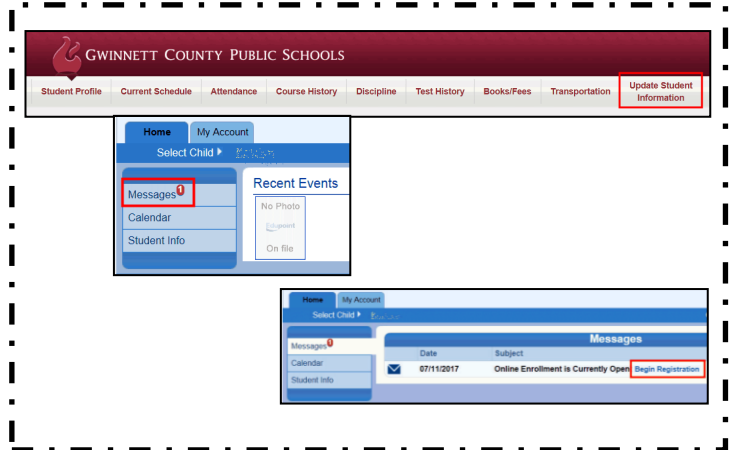 GWINNETT COUNTY PUBLIC SCHOOLS
Student Profile Current Schedule Attendance Course History Discipline Test History Books/Fees Transportation Update Student Information
Home My Account
Select Child
Messages 1
Recent Events
No Photo
Calendar
Edupoint
Student Info
On file
Home My Account
Select Child
Messages
Messages
Date Subject
Calendar
07/11/2017 Online Enrollment is Currently Open Begin Registration
Student Info